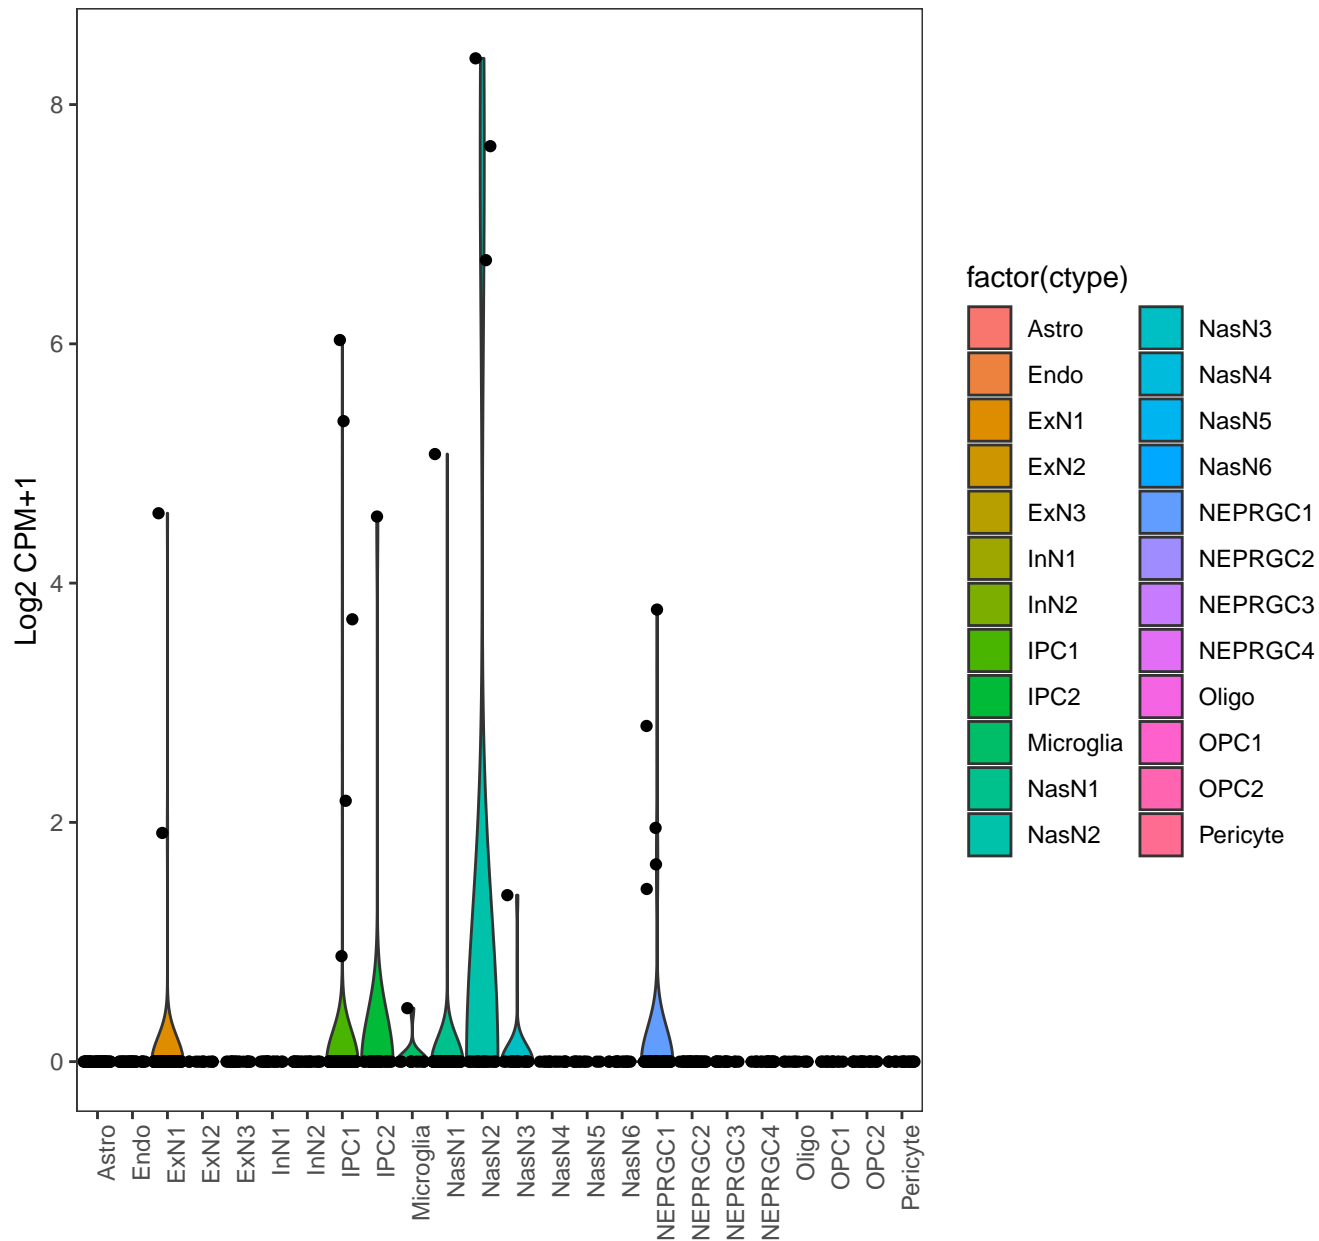 8
6
4
2
0
Log2 CPM+1
Astro
Endo
ExN1
ExN2
ExN3
InN1
InN2
IPC1
IPC2
Microglia
NasN1
NasN2
NasN3
NasN4
NasN5
NasN6
NEPRGC1
NEPRGC2
NEPRGC3
NEPRGC4
Oligo
OPC1
OPC2
Pericyte
factor(ctype)
Astro
Endo
ExN1
ExN2
ExN3
InN1
InN2
IPC1
IPC2
Microglia
NasN1
NasN2
NasN3
NasN4
NasN5
NasN6
NEPRGC1
NEPRGC2
NEPRGC3
NEPRGC4
Oligo
OPC1
OPC2
Pericyte